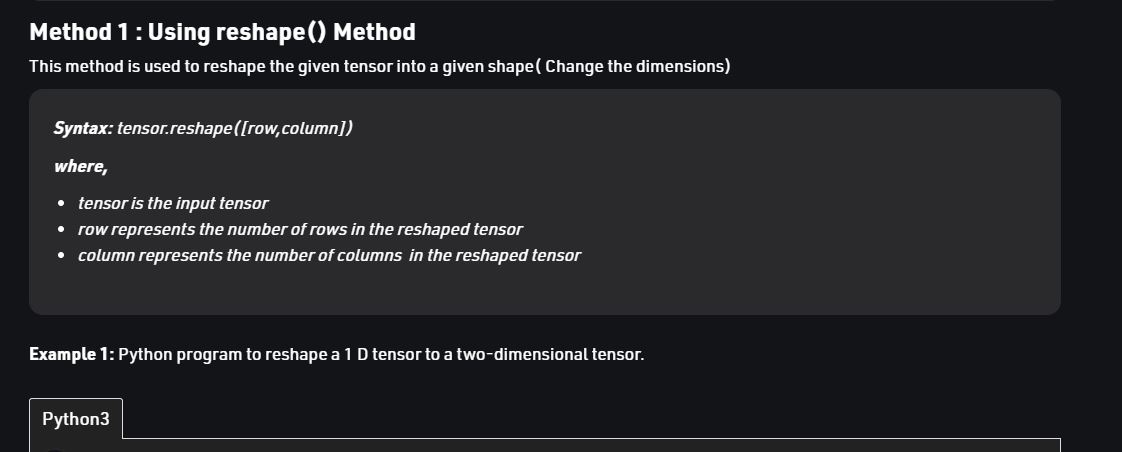 Method 1 : Using reshape() Method
This method is used to reshape the given tensor into a given shape( Change the dimensions)
Syntax: tensor.reshape([row,column])
where,
• tensor is the input tensor
• row represents the number of rows in the reshaped tensor
• column represents the number of columns  in the reshaped tensor
Example 1: Python program to reshape a 1 D tensor to a two-dimensional tensor.
Python3